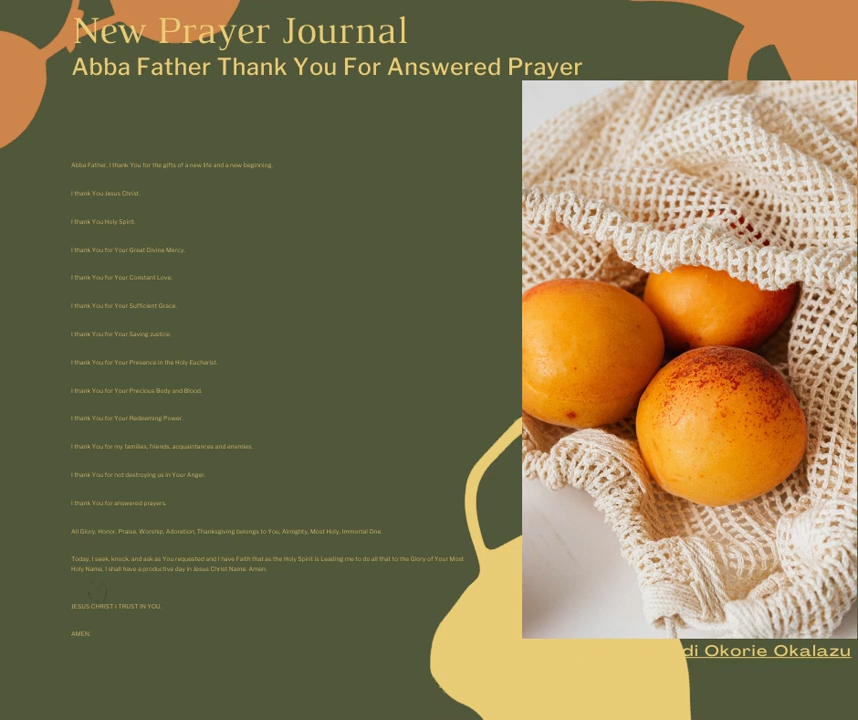 New Prayer Journal
Abba Father Thank You For Answered Prayer
Abba Father, I thank You for the gifts of a new life and a new beginning.
I thank You Jesus Christ.
I thank You Holy Spirit.
I thank You for Your Great Divine Mercy.
I thank You for Your Constant Love.
I thank You for Your Sufficient Grace.
I thank You for Your Saving Justice.
I thank You for Your Presence in the Holy Eucharist.
I thank You for Your Precious Body and Blood.
I thank You for Your Redeeming Power.
I thank You for my families, friends, acquaintances and enemies.
I thank You for not destroying us in Your Anger.
I thank You for answered prayers.
All Glory, Honor, Praise, Worship, Adoration, Thanksgiving belongs to You, Almighty, Most Holy, Immortal One.
Today, I seek, knock, and ask as You requested and I have Faith that as the Holy Spirit is Leading me to do all that to the Glory of Your Most
Holy Name, I shall have a productive day in Jesus Christ Name. Amen.
JESUS CHRIST I TRUST IN YOU.
AMEN.
di Okorie Okalazu